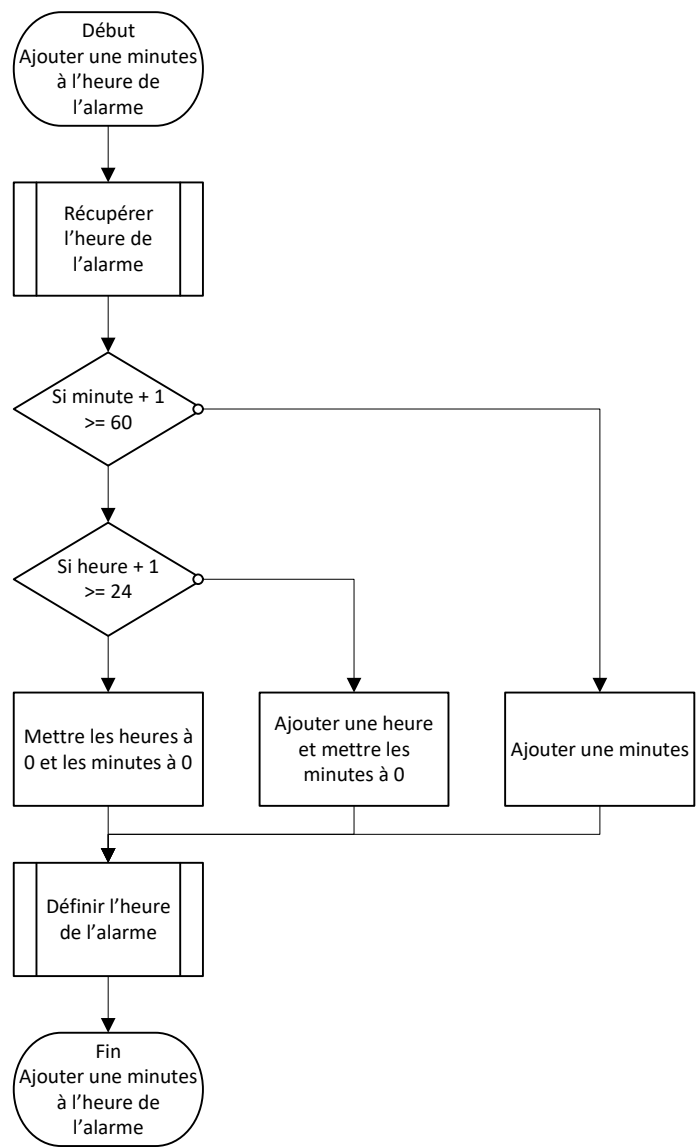 Début
Ajouter une minutes
à l’heure de
l’alarme
Récupérer
l’heure de
l’alarme
Si minute + 1
>= 60
Si heure + 1
>= 24
Mettre les heures à
0 et les minutes à 0
Ajouter une heure
et mettre les
minutes à 0
Ajouter une minutes
Définir l’heure
de l’alarme
Fin
Ajouter une minutes
à l’heure de
l’alarme